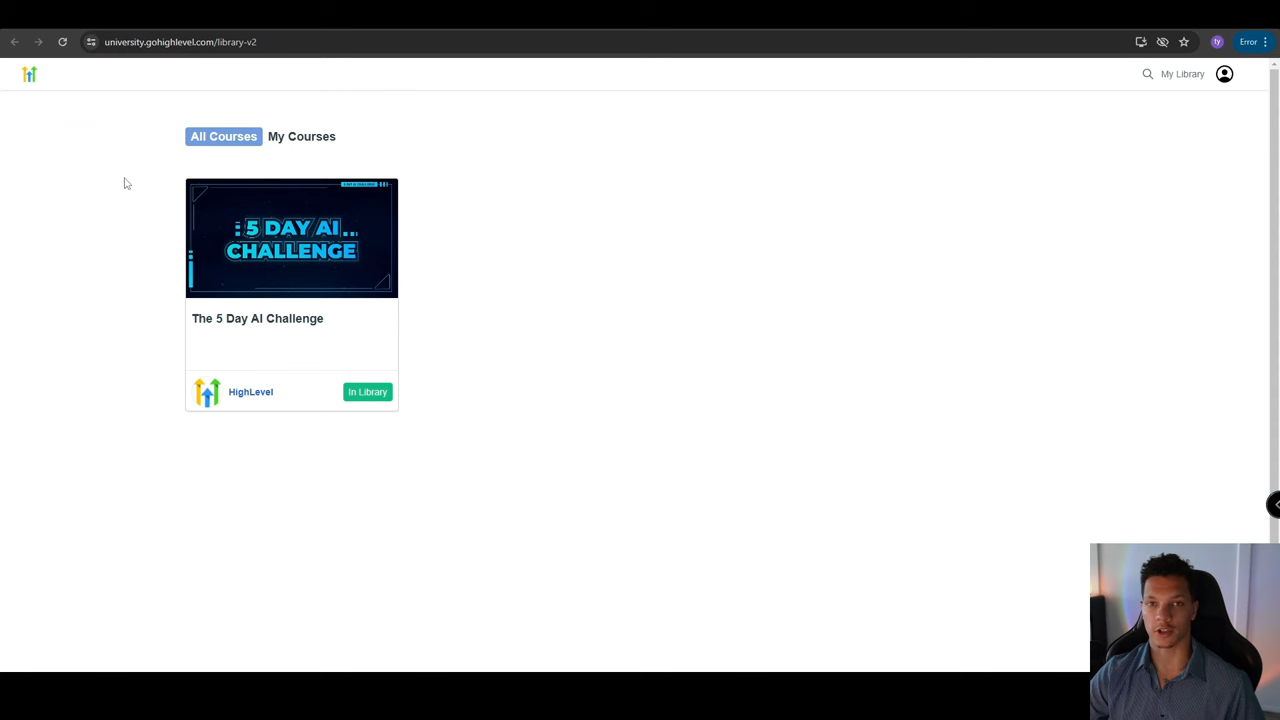 university.gohighlevel.com/library-v2
ty
Error
My Library
All Courses
My Courses
5 DAY AI
CHALLENGE
The 5 Day AI Challenge
HighLevel
In Library